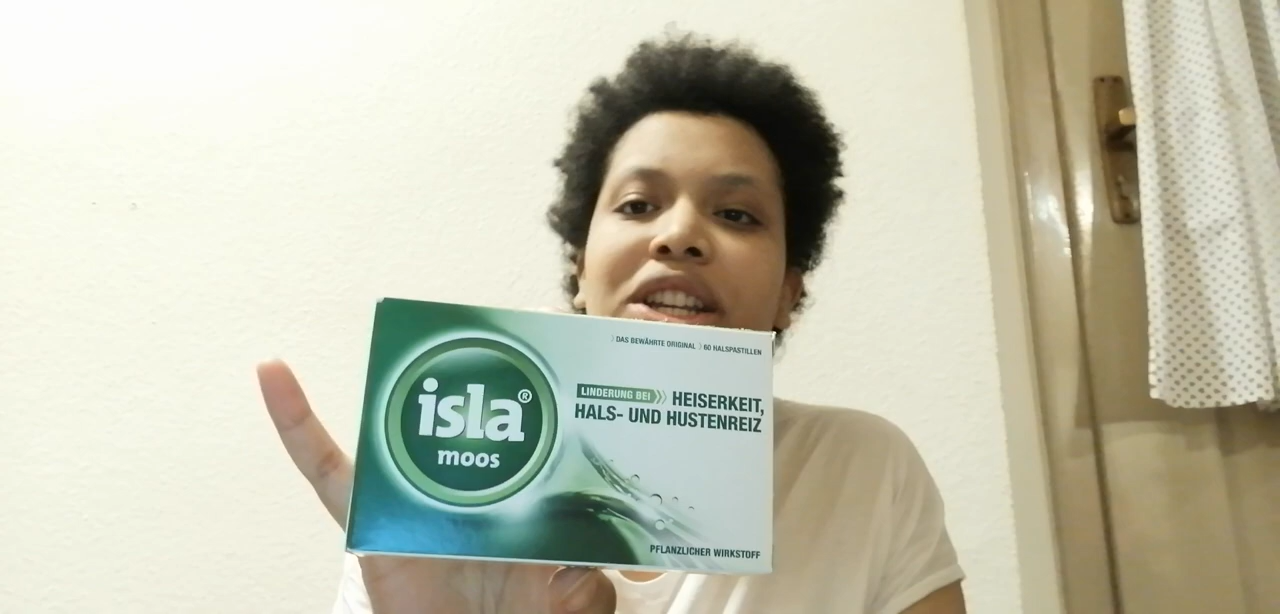 〉DAS BEWÄHRTE ORIGINAL 〉60 HALSPASTILLEN
isla®
moos
LINDERUNG BEI 》 HEISERKEIT,
HALS- UND HUSTENREIZ
PFLANZLICHER WIRKSTOFF